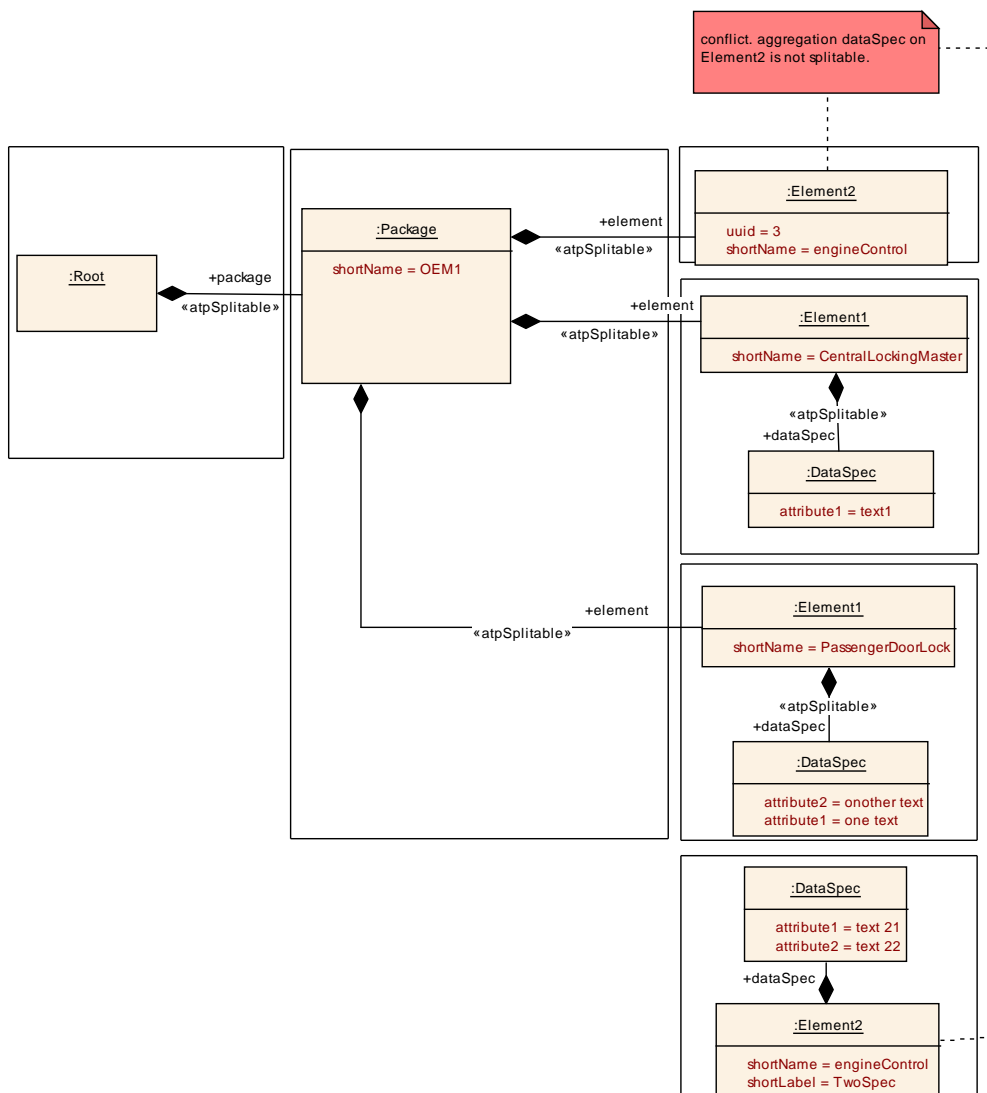 conflict. aggregation dataSpec on
Element2 is not splitable.
:Element2
uuid = 3
shortName = engineControl
+element
«atpSplitable»
:Package
shortName = OEM1
:Root
+package
«atpSplitable»
+element
«atpSplitable»
:Element1
shortName = CentralLockingMaster
«atpSplitable»
+dataSpec
:DataSpec
attribute1 = text1
+element
«atpSplitable»
:Element1
shortName = PassengerDoorLock
«atpSplitable»
+dataSpec
:DataSpec
attribute2 = onother text
attribute1 = one text
:DataSpec
attribute1 = text 21
attribute2 = text 22
+dataSpec
:Element2
shortName = engineControl
shortLabel = TwoSpec